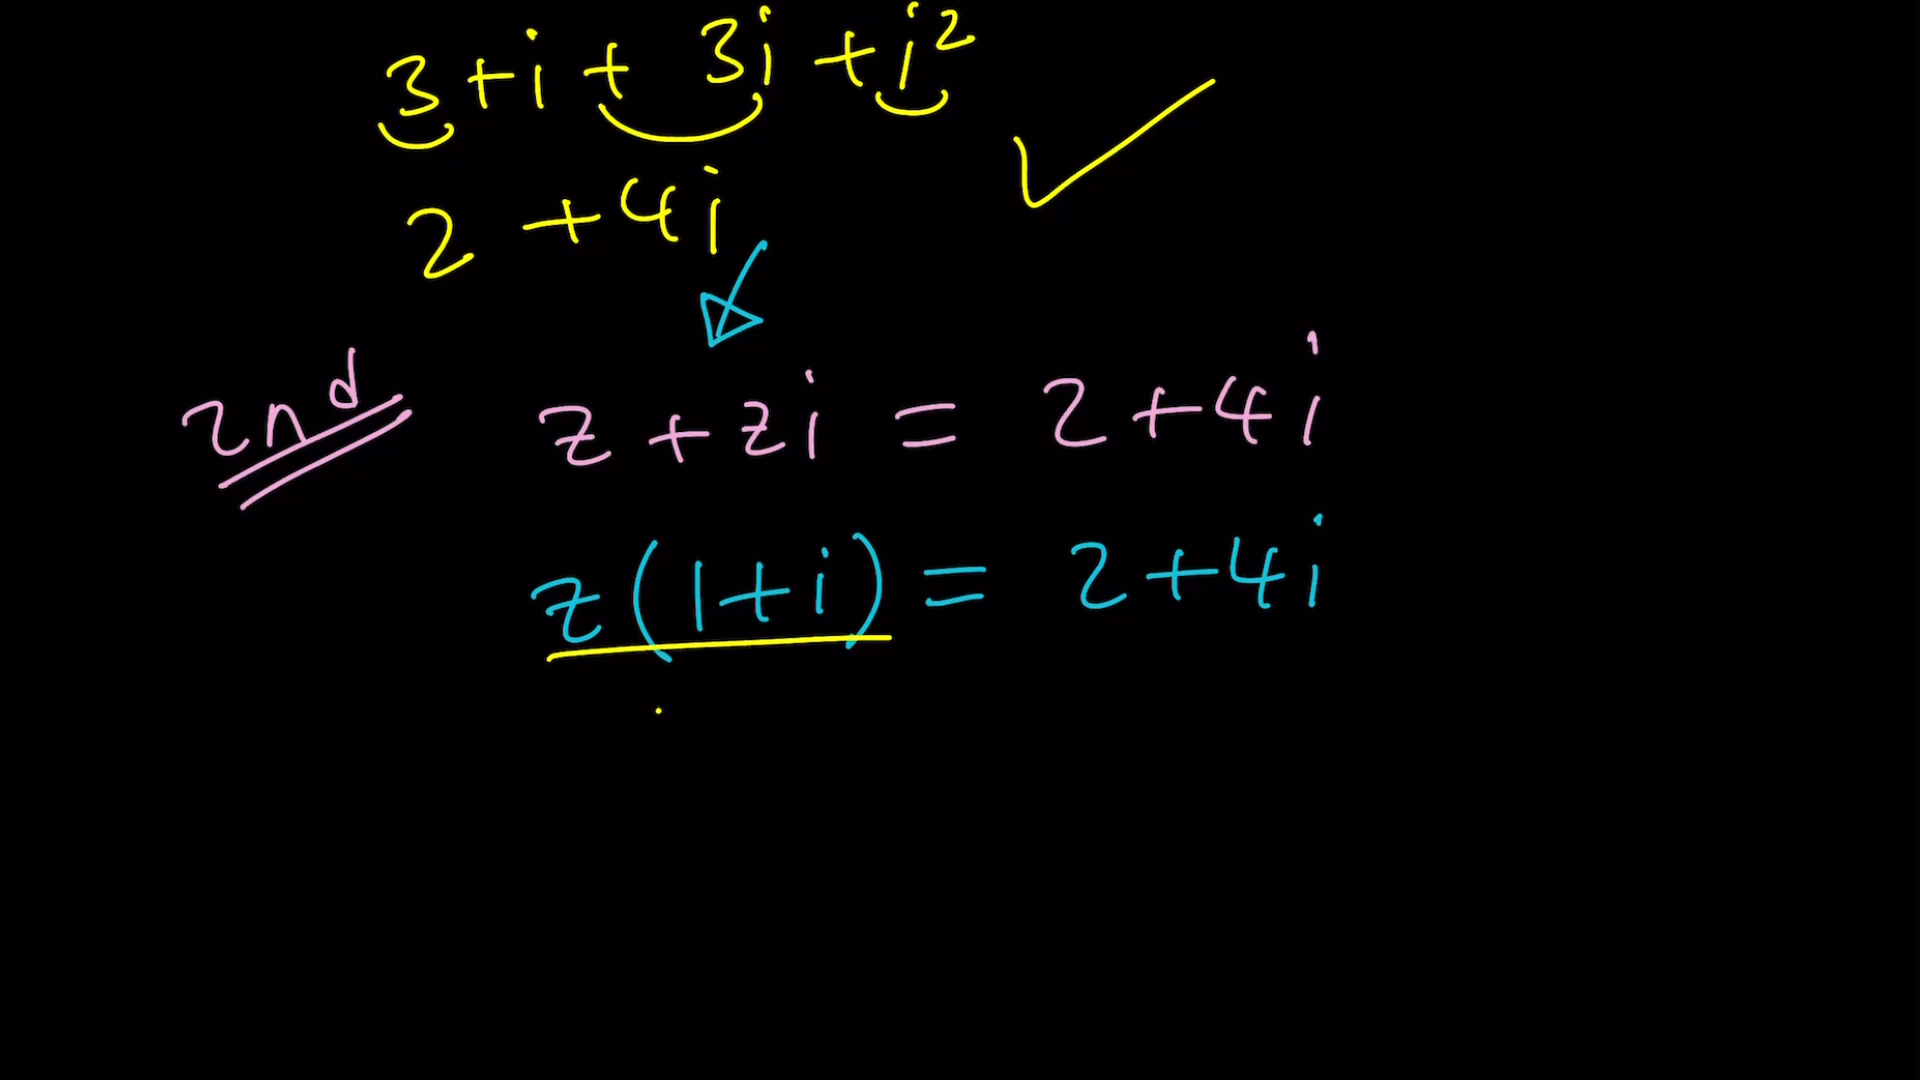 3 + i + 3i + i²
2 + 4i
2nd z + zi = 2 + 4i
z(1 + i) = 2 + 4i